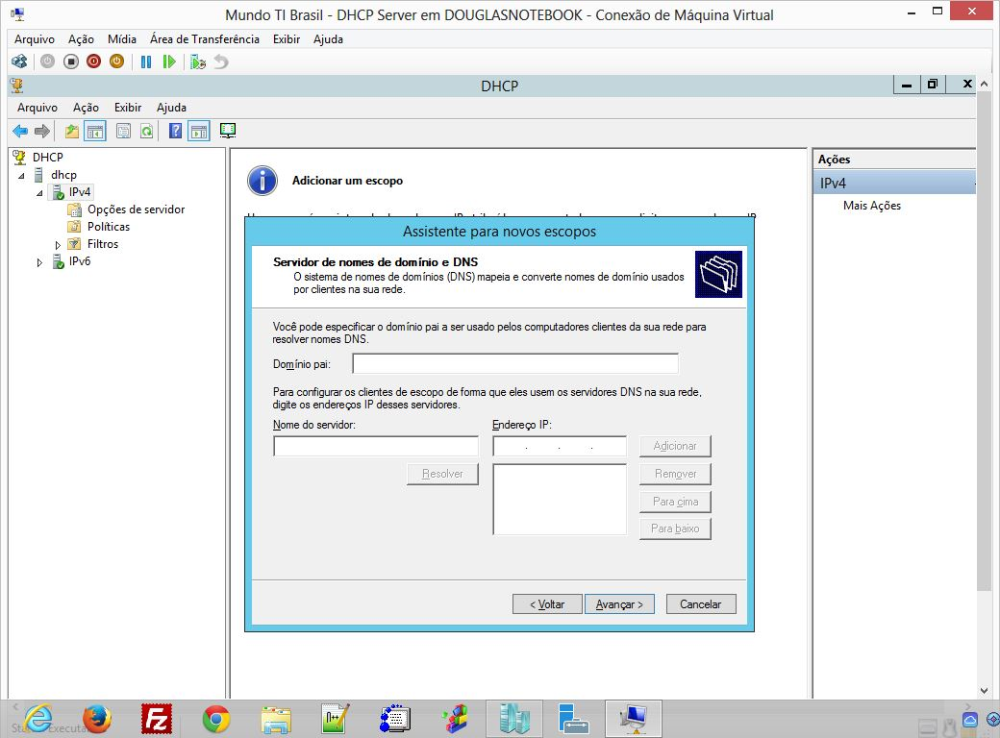 Mundo TI Brasil - DHCP Server em DOUGLASNOTEBOOK - Conexão de Máquina Virtual
Arquivo Ação Mídia Área de Transferência Exibir Ajuda
DHCP
Arquivo Ação Exibir Ajuda
DHCP
dhcp
IPv4
Opções de servidor
Políticas
Filtros
IPv6
Adicionar um escopo
Assistente para novos escopos
Servidor de nomes de domínio e DNS
O sistema de nomes de domínios (DNS) mapeia e converte nomes de domínio usados
por clientes na sua rede.
Você pode especificar o domínio pai a ser usado pelos computadores clientes da sua rede para
resolver nomes DNS.
Domínio pai:
Para configurar os clientes de escopo de forma que eles usem os servidores DNS na sua rede,
digite os endereços IP desses servidores.
Nome do servidor: Endereço IP:
. . . Adicionar
Resolver Remover
Para cima
Para baixo
< Voltar Avançar > Cancelar
Ações
IPv4
Mais Ações